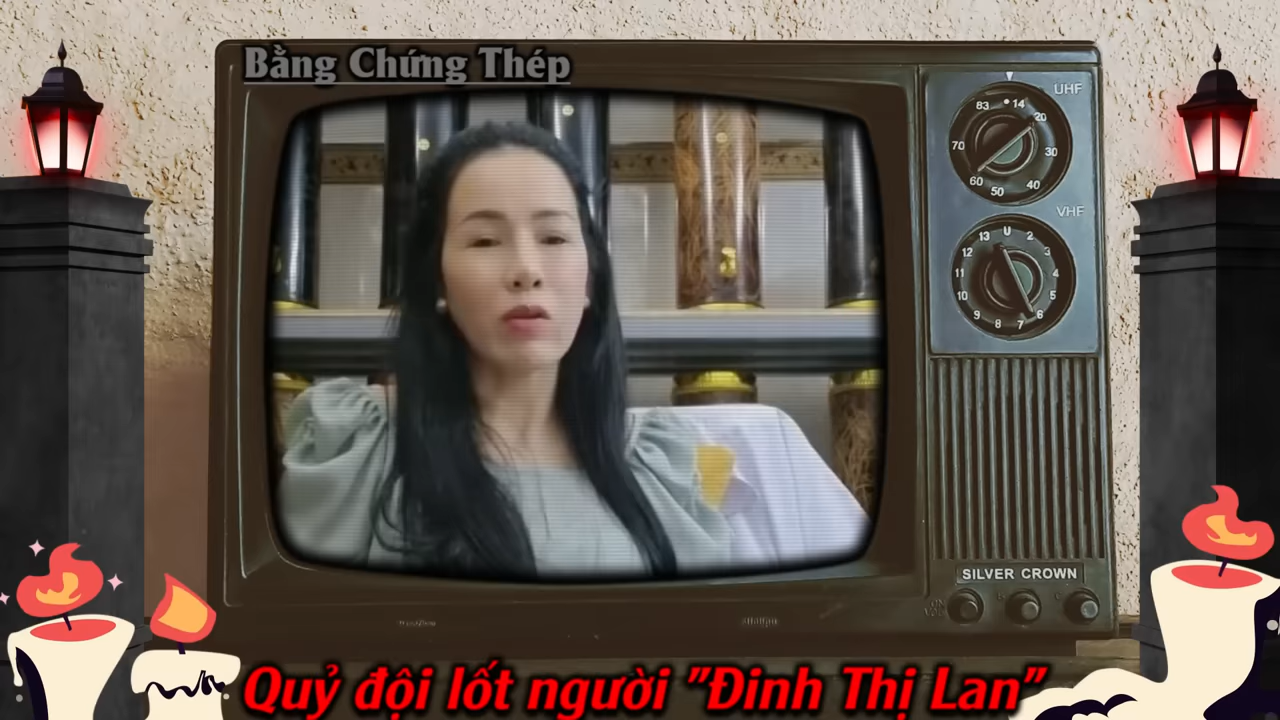 Bằng Chứng Thép
UHF
83 14
20
70
30
60
50
40
VHF
13 U 2
12 3
11 4
10 5
9 6
8 7
SILVER CROWN
Quỷ đội lốt người "Đinh Thị Lan"